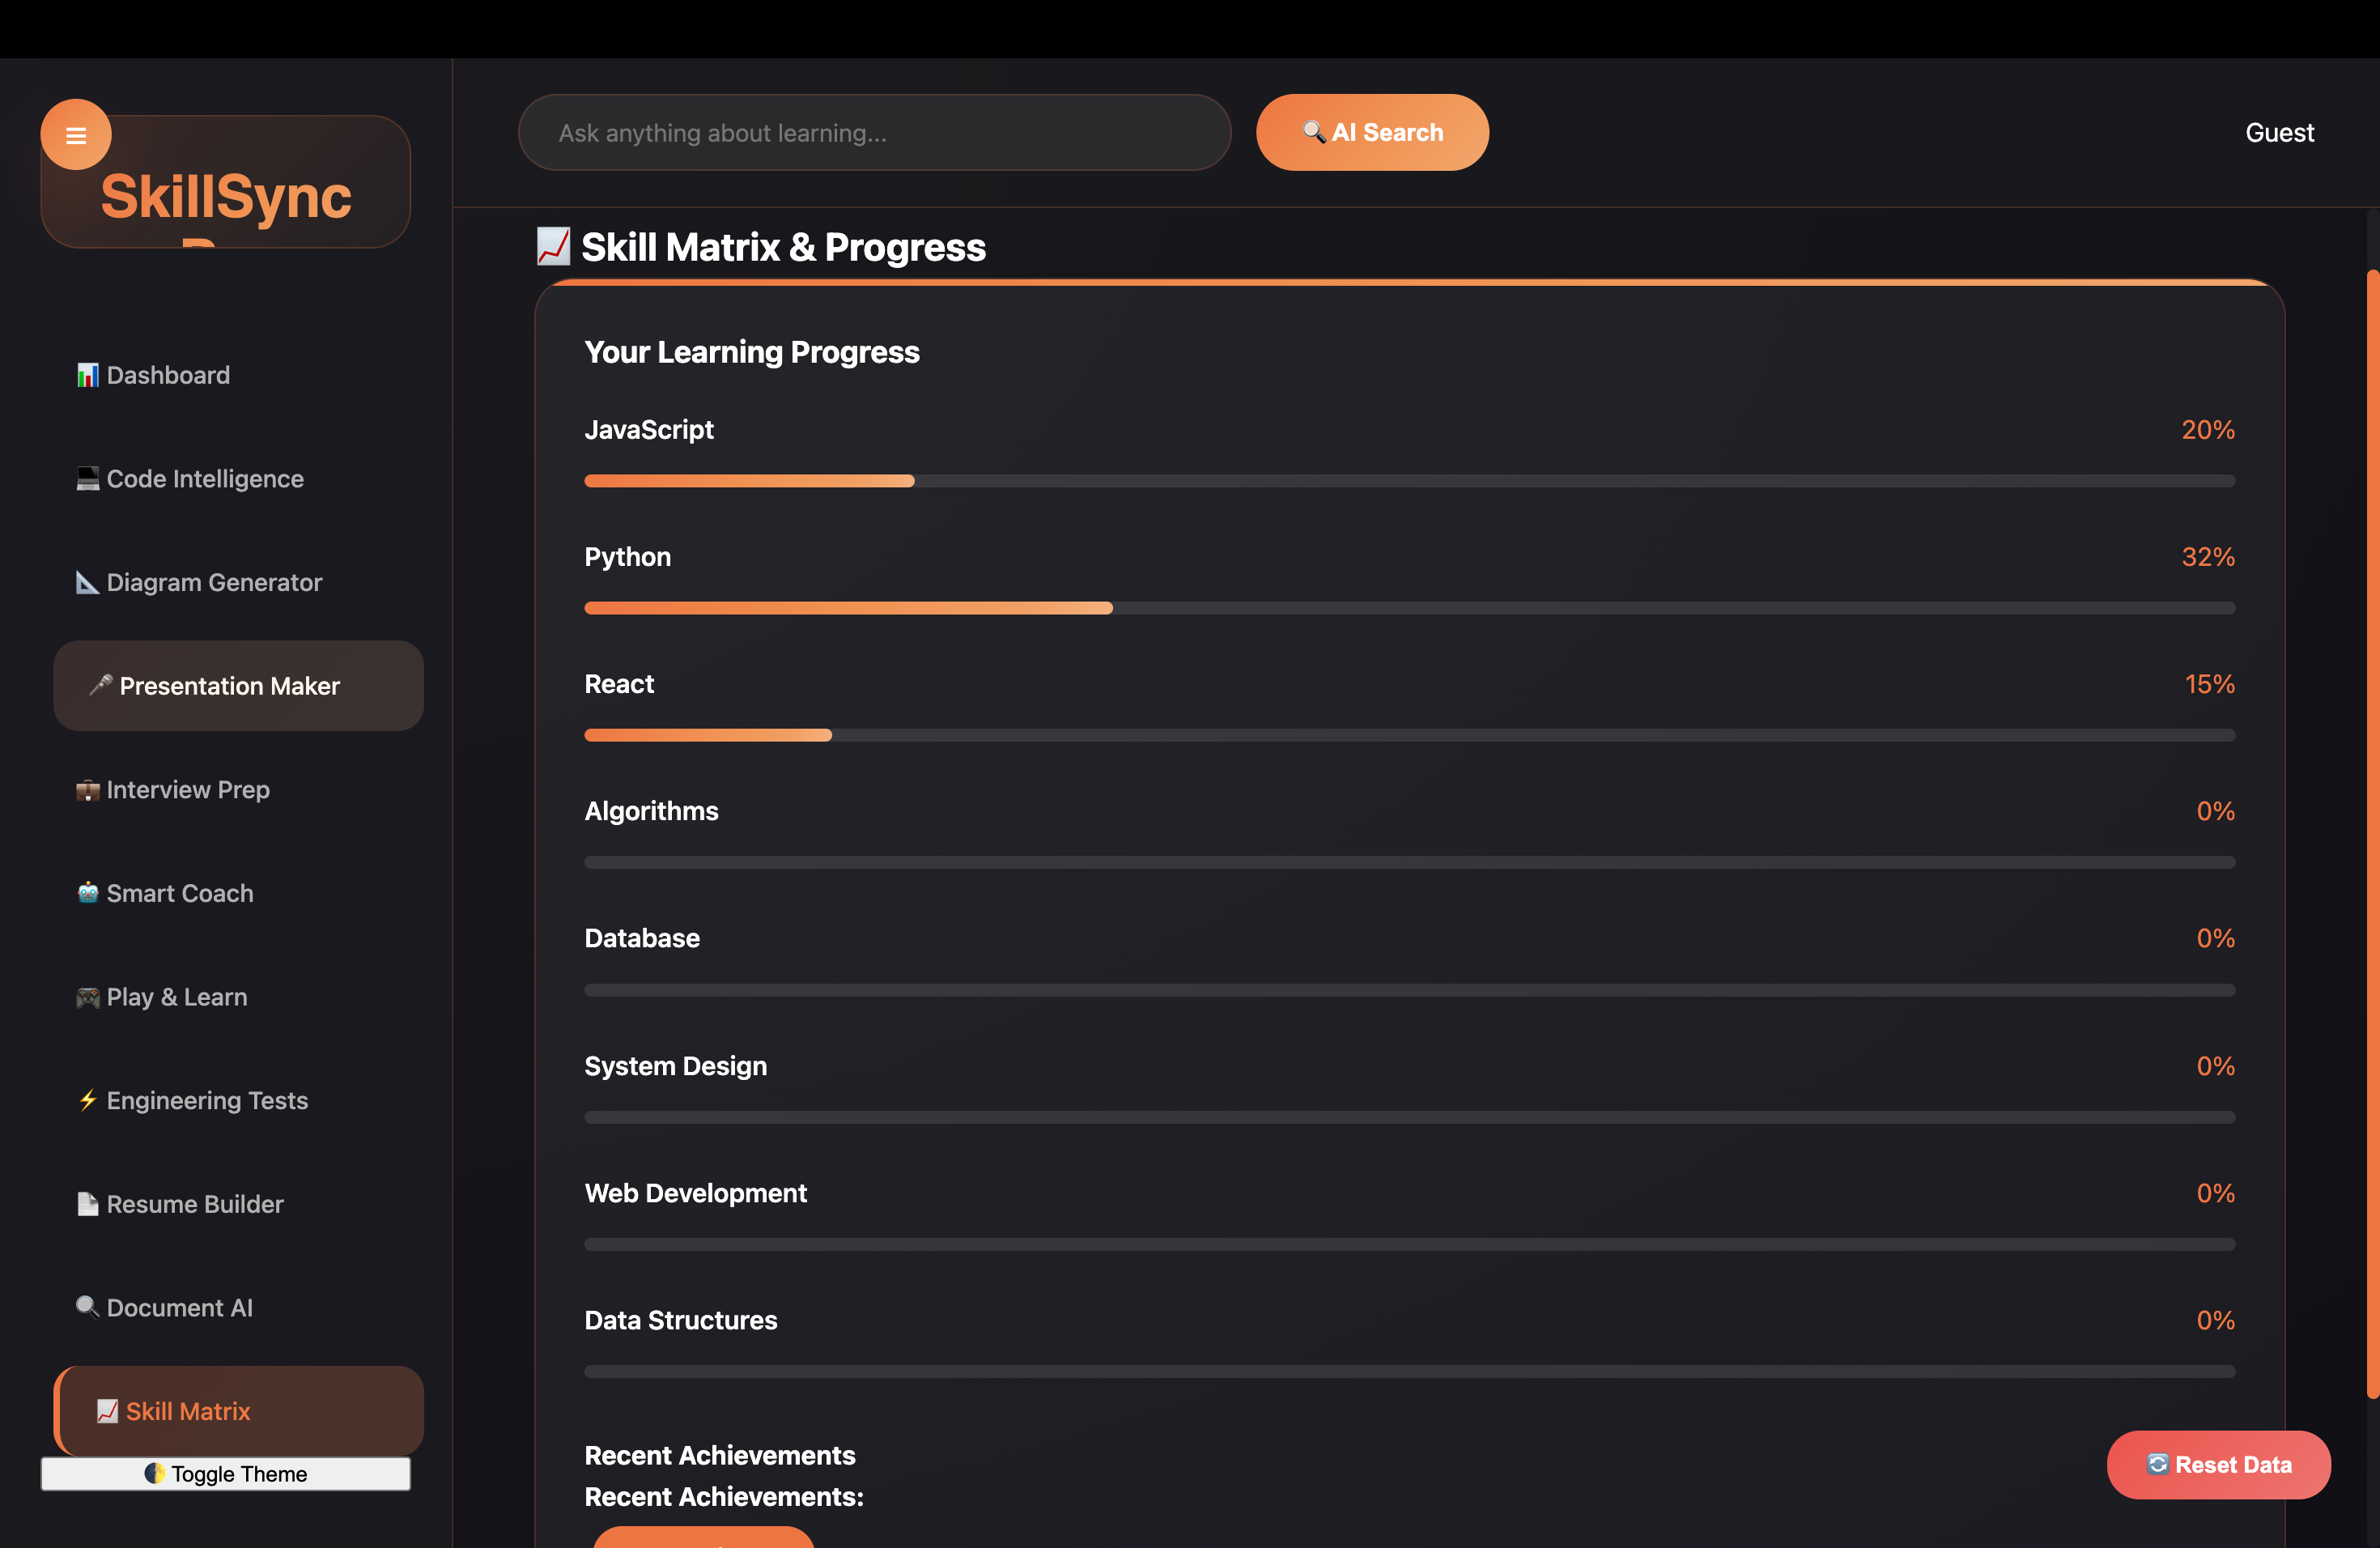 SkillSync
Ask anything about learning...
🔍 AI Search
Guest
📊 Dashboard
💻 Code Intelligence
📐 Diagram Generator
🎤 Presentation Maker
💼 Interview Prep
🤖 Smart Coach
🎮 Play & Learn
⚡ Engineering Tests
📄 Resume Builder
🔍 Document AI
📈 Skill Matrix
🌓 Toggle Theme
📈 Skill Matrix & Progress
Your Learning Progress
JavaScript 20%
Python 32%
React 15%
Algorithms 0%
Database 0%
System Design 0%
Web Development 0%
Data Structures 0%
Recent Achievements
Recent Achievements:
🔄 Reset Data